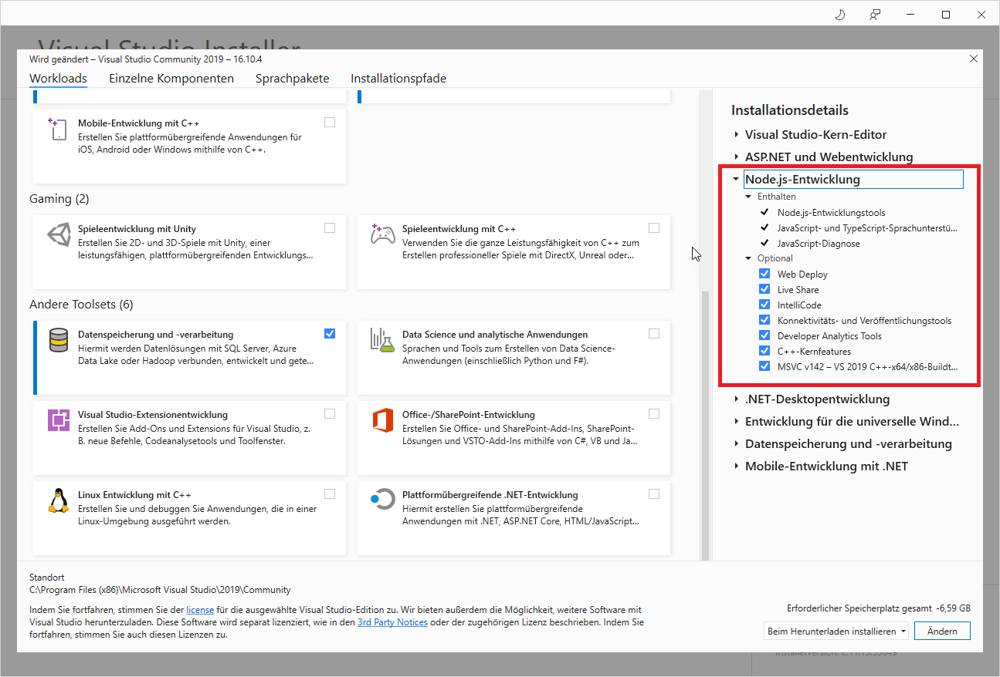 Visual Studio Installer
Wird geändert – Visual Studio Community 2019 – 16.10.4
Workloads
Einzelne Komponenten
Sprachpakete
Installationspfade
Mobile-Entwicklung mit C++
Erstellen Sie plattformübergreifende Anwendungen für
iOS, Android oder Windows mithilfe von C++.
Gaming (2)
Spieleentwicklung mit Unity
Erstellen Sie 2D- und 3D-Spiele mit Unity, einer
leistungsfähigen, plattformübergreifenden Entwicklungs...
Spieleentwicklung mit C++
Verwenden Sie die ganze Leistungsfähigkeit von C++ zum
Erstellen professioneller Spiele mit DirectX, Unreal oder...
Andere Toolsets (6)
Datenspeicherung und -verarbeitung
Hiermit werden Datenlösungen mit SQL Server, Azure
Data Lake oder Hadoop verbunden, entwickelt und gete...
Data Science und analytische Anwendungen
Sprachen und Tools zum Erstellen von Data Science-
Anwendungen (einschließlich Python und F#).
Visual Studio-Extensionentwicklung
Erstellen Sie Add-Ons und Extensions für Visual Studio, z.
B. neue Befehle, Codeanalysetools und Toolfenster.
Office-/SharePoint-Entwicklung
Erstellen Sie Office- und SharePoint-Add-Ins, SharePoint-
Lösungen und VSTO-Add-Ins mithilfe von C#, VB und Ja...
Linux Entwicklung mit C++
Erstellen Sie und debuggen Sie Anwendungen, die in einer
Linux-Umgebung ausgeführt werden.
Plattformübergreifende .NET-Entwicklung
Hiermit erstellen Sie plattformübergreifende
Anwendungen mit .NET, ASP.NET Core, HTML/JavaScript...
Installationsdetails
Visual Studio-Kern-Editor
ASP.NET und Webentwicklung
Node.js-Entwicklung
Enthalten
Node.js-Entwicklungstools
JavaScript- und TypeScript-Sprachunterstü...
JavaScript-Diagnose
Optional
Web Deploy
Live Share
IntelliCode
Konnektivitäts- und Veröffentlichungstools
Developer Analytics Tools
C++-Kernfeatures
MSVC v142 – VS 2019 C++-x64/x86-Buildt...
.NET-Desktopentwicklung
Entwicklung für die universelle Wind...
Datenspeicherung und -verarbeitung
Mobile-Entwicklung mit .NET
Standort
C:\Program Files (x86)\Microsoft Visual Studio\2019\Community
Indem Sie fortfahren, stimmen Sie der license für die ausgewählte Visual Studio-Edition zu. Wir bieten außerdem die Möglichkeit, weitere Software mit
Visual Studio herunterzuladen. Diese Software wird separat lizenziert, wie in den 3rd Party Notices oder der zugehörigen Lizenz beschrieben. Indem Sie
fortfahren, stimmen Sie auch diesen Lizenzen zu.
Erforderlicher Speicherplatz gesamt -6,59 GB
Beim Herunterladen installieren
Ändern